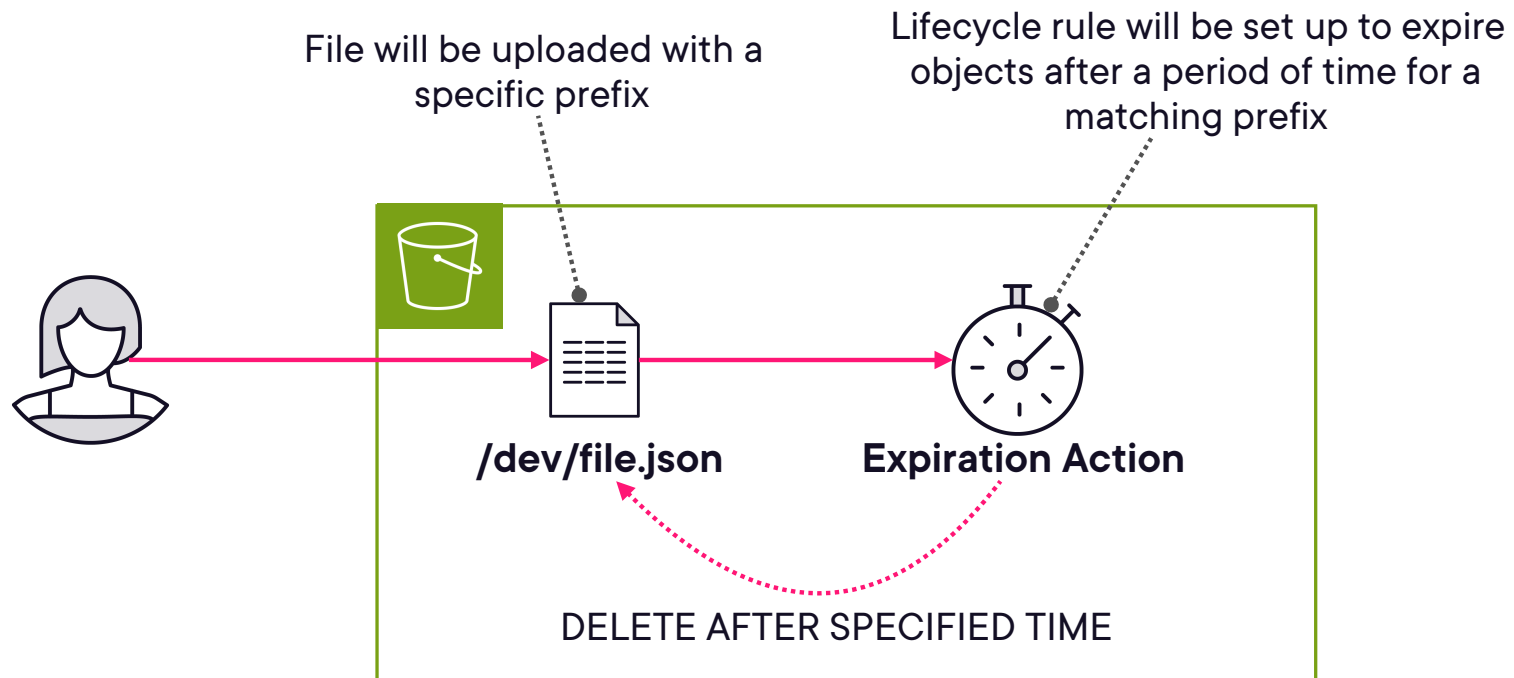 File will be uploaded with a
specific prefix
Lifecycle rule will be set up to expire
objects after a period of time for a
matching prefix
/dev/file.json
Expiration Action
DELETE AFTER SPECIFIED TIME